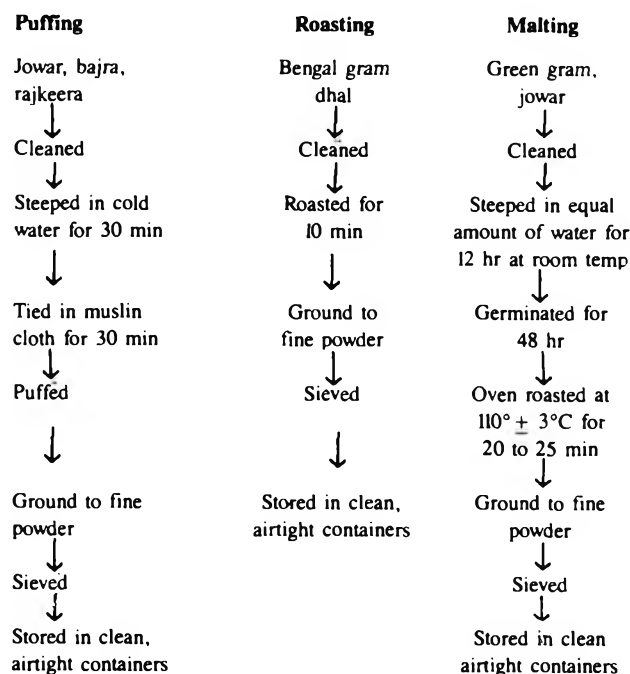 Puffing
Jowar, bajra,
rajkeera
Cleaned
Steeped in cold
water for 30 min
Tied in muslin
cloth for 30 min
Puffed
Ground to fine
powder
Sieved
Stored in clean,
airtight containers
Roasting
Bengal gram
dhal
Cleaned
Roasted for
10 min
Ground to
fine powder
Sieved
Stored in clean,
airtight containers
Malting
Green gram,
jowar
Cleaned
Steeped in equal
amount of water for
12 hr at room temp
Germinated for
48 hr
Oven roasted at
110° ± 3°C for
20 to 25 min
Ground to fine
powder
Sieved
Stored in clean
airtight containers